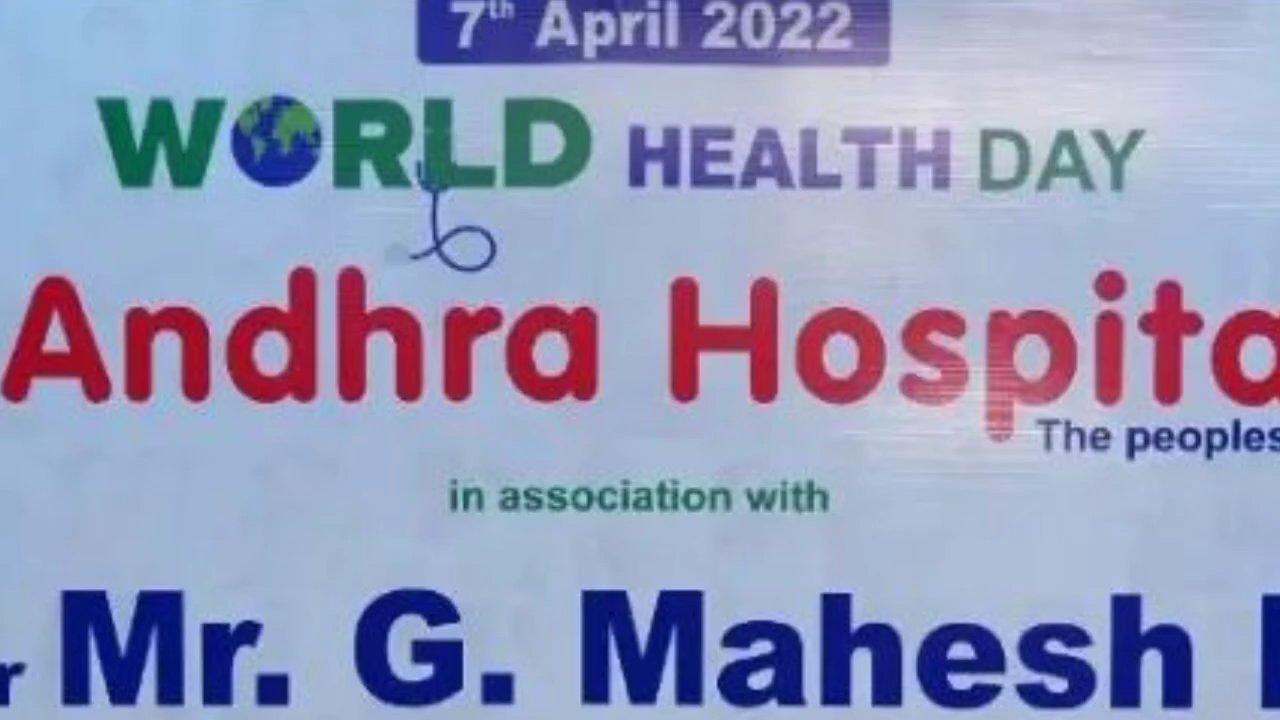 7th April 2022
WORLD HEALTH DAY
Andhra Hospita
The peoples
in association with
r Mr. G. Mahesh